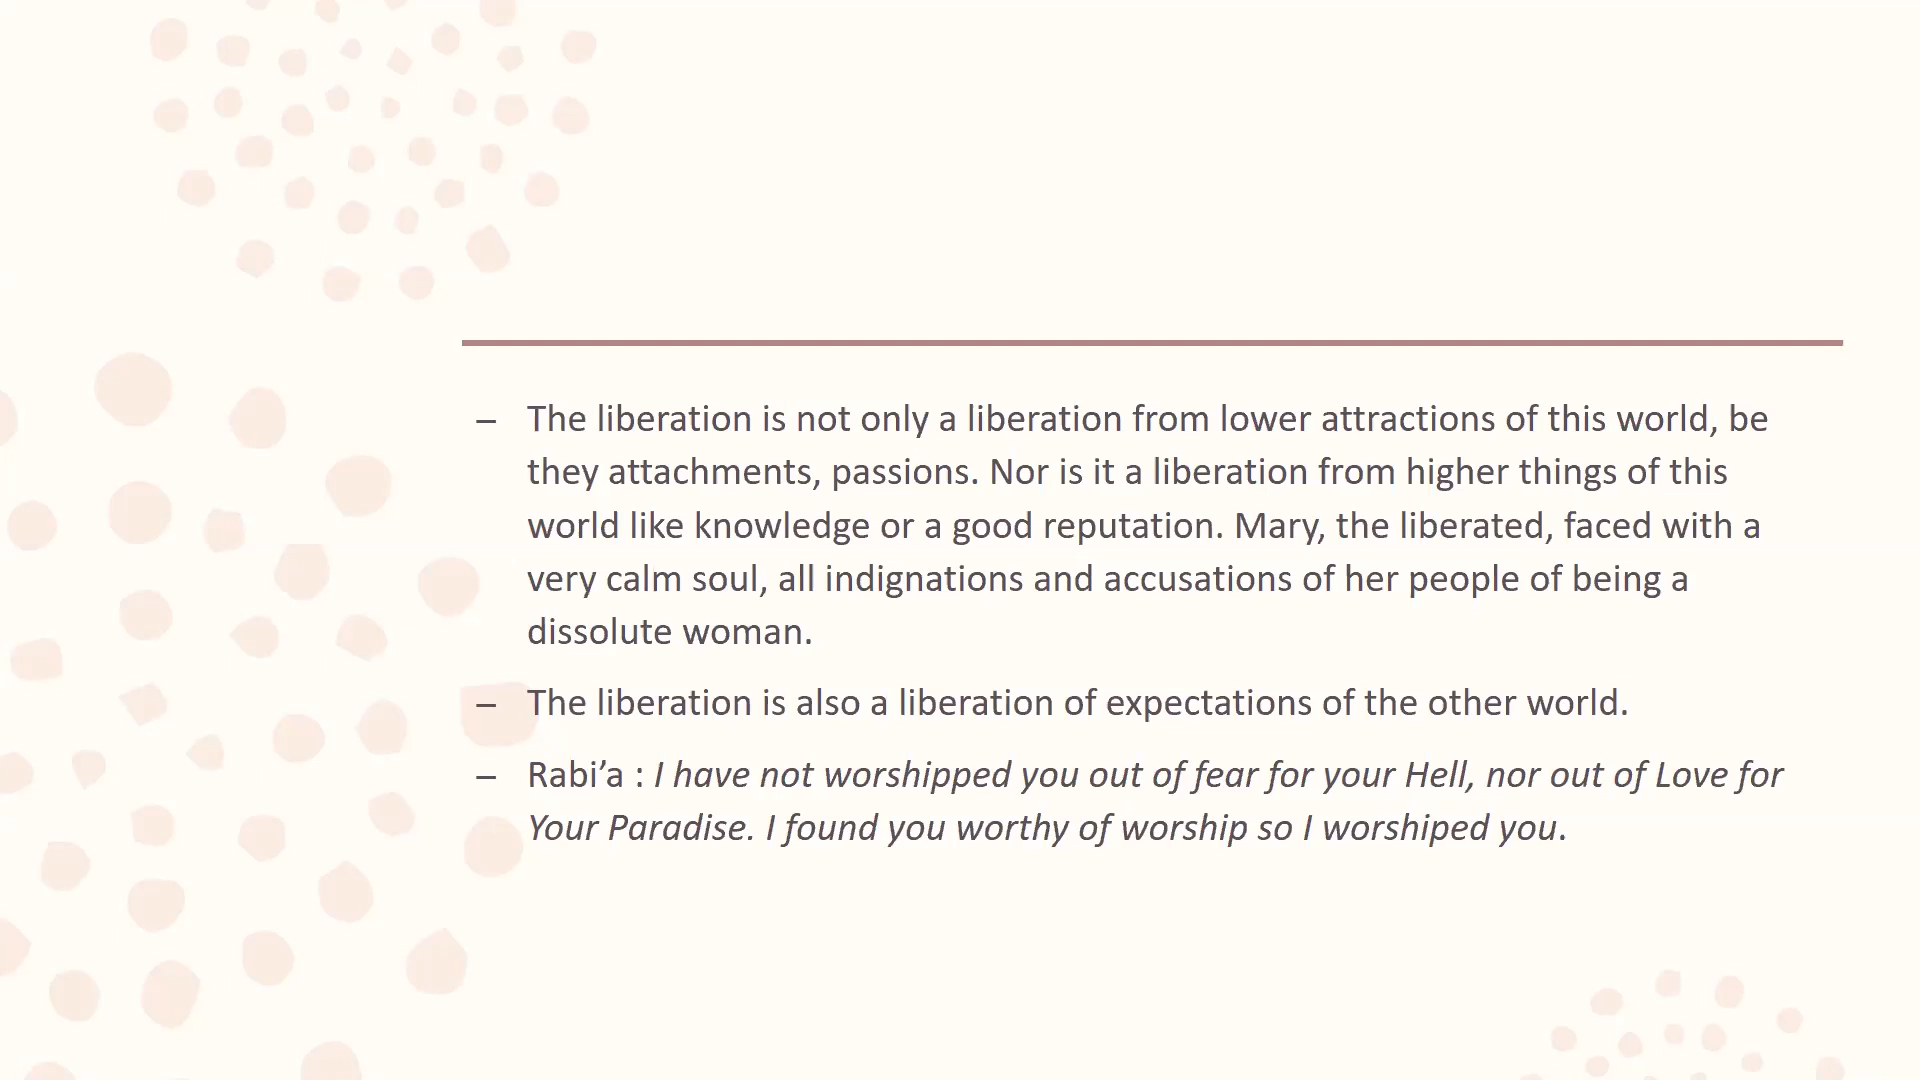 – The liberation is not only a liberation from lower attractions of this world, be
they attachments, passions. Nor is it a liberation from higher things of this
world like knowledge or a good reputation. Mary, the liberated, faced with a
very calm soul, all indignations and accusations of her people of being a
dissolute woman.
– The liberation is also a liberation of expectations of the other world.
– Rabi’a : I have not worshipped you out of fear for your Hell, nor out of Love for
Your Paradise. I found you worthy of worship so I worshiped you.